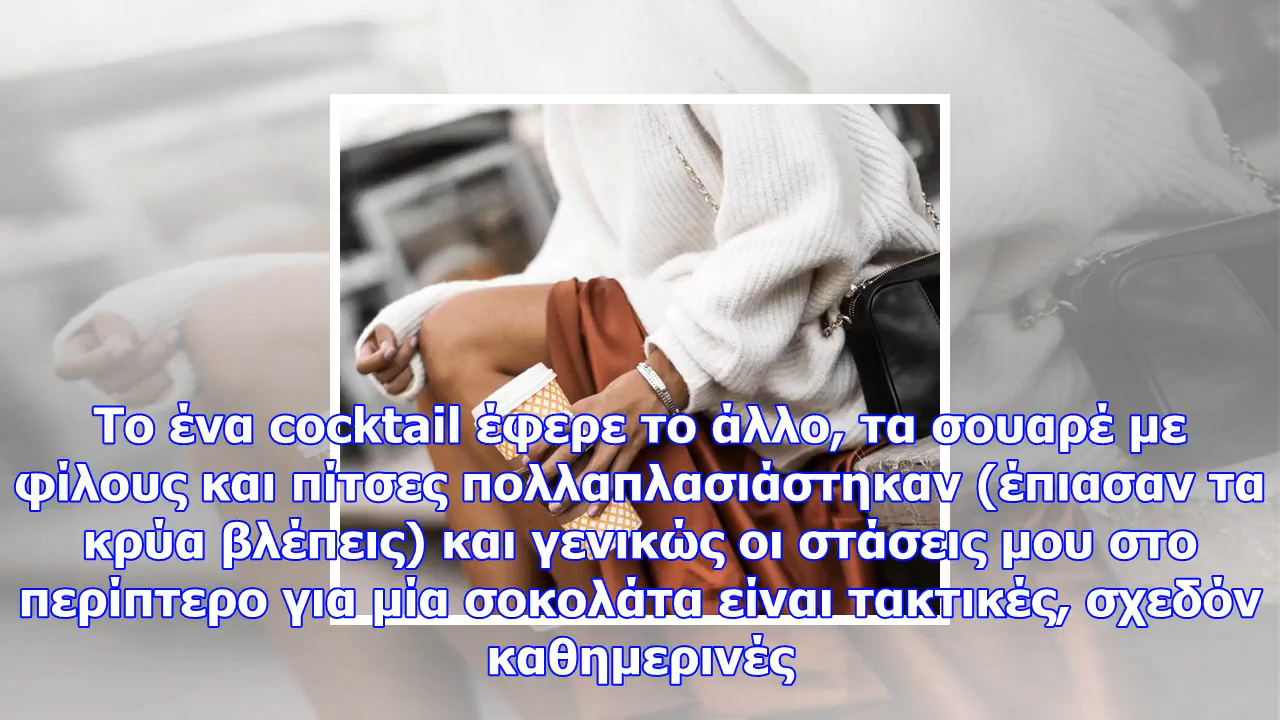 Το ένα cocktail έφερε το άλλο, τα σουαρέ με
φίλους και πίτσες πολλαπλασιάστηκαν (έπιασαν τα
κρύα βλέπεις) και γενικώς οι στάσεις μου στο
περίπτερο για μία σοκολάτα είναι τακτικές, σχεδόν
καθημερινές